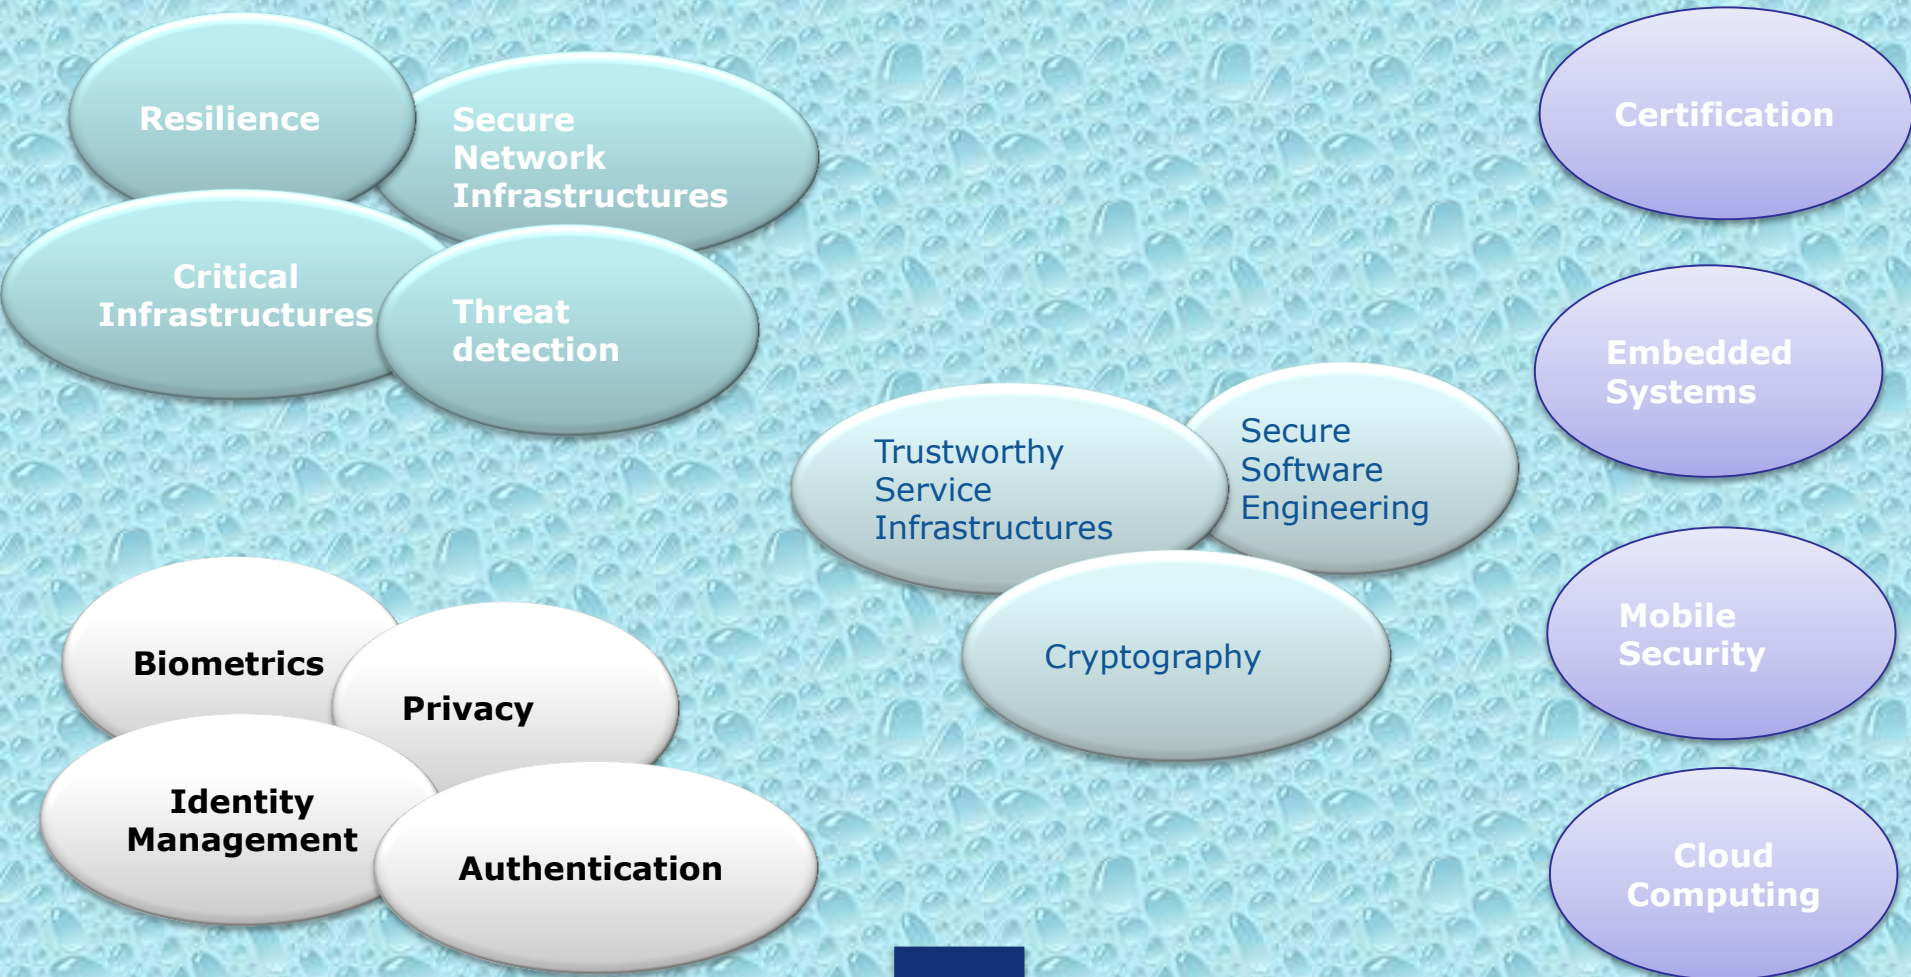 Resilience
Secure
Network
Infrastructures
Critical
Infrastructures
Threat
detection
Biometrics
Privacy
Identity
Management
Authentication
Trustworthy
Service
Infrastructures
Secure
Software
Engineering
Cryptography
Certification
Embedded
Systems
Mobile
Security
Cloud
Computing